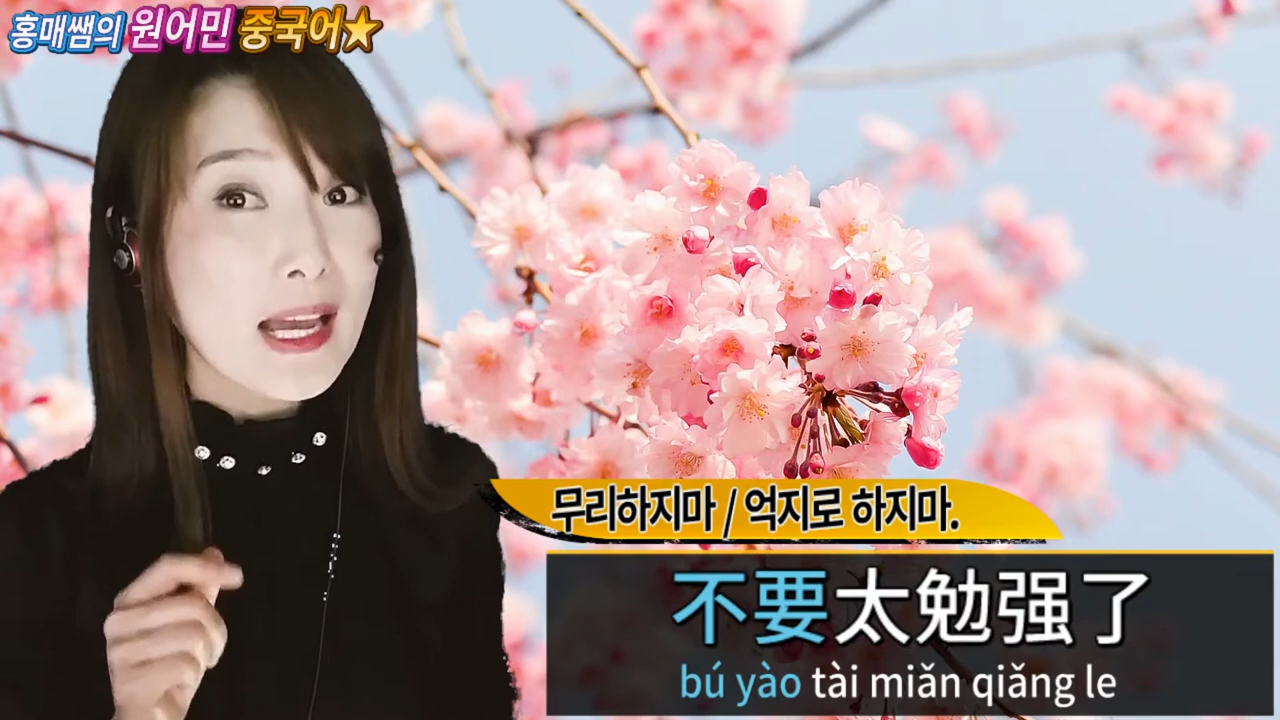 홍매쌤의 원어민 중국어★
무리하지마 / 억지로 하지마.
不要太勉强了
bú yào tài miǎn qiǎng le